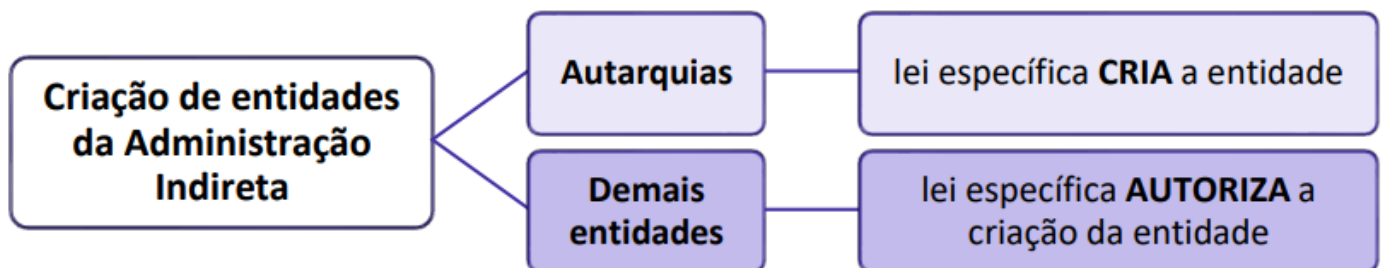 Criação de entidades
da Administração
Indireta
Autarquias
lei específica CRIA a entidade
Demais
entidades
lei específica AUTORIZA a
criação da entidade